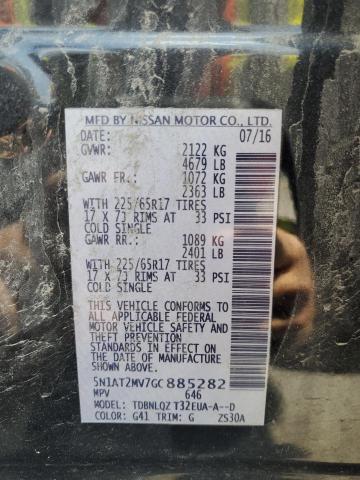 MFD BY NISSAN MOTOR CO., LTD.
DATE: 07/16
GVWR: 2122 KG
4679 LB
GAWR FR.: 1072 KG
2363 LB
WITH 225/65R17 TIRES
17 X 7J RIMS AT 33 PSI
COLD SINGLE
GAWR RR.: 1089 KG
2401 LB
WITH 225/65R17 TIRES
17 X 7J RIMS AT 33 PSI
COLD SINGLE
THIS VEHICLE CONFORMS TO
ALL APPLICABLE FEDERAL
MOTOR VEHICLE SAFETY AND
THEFT PREVENTION
STANDARDS IN EFFECT ON
THE DATE OF MANUFACTURE
SHOWN ABOVE.
5N1AT2MV7GC885282
MPV 646
MODEL: TDBNLQZ T32EUA-A--D
COLOR: G41 TRIM: G ZS30A